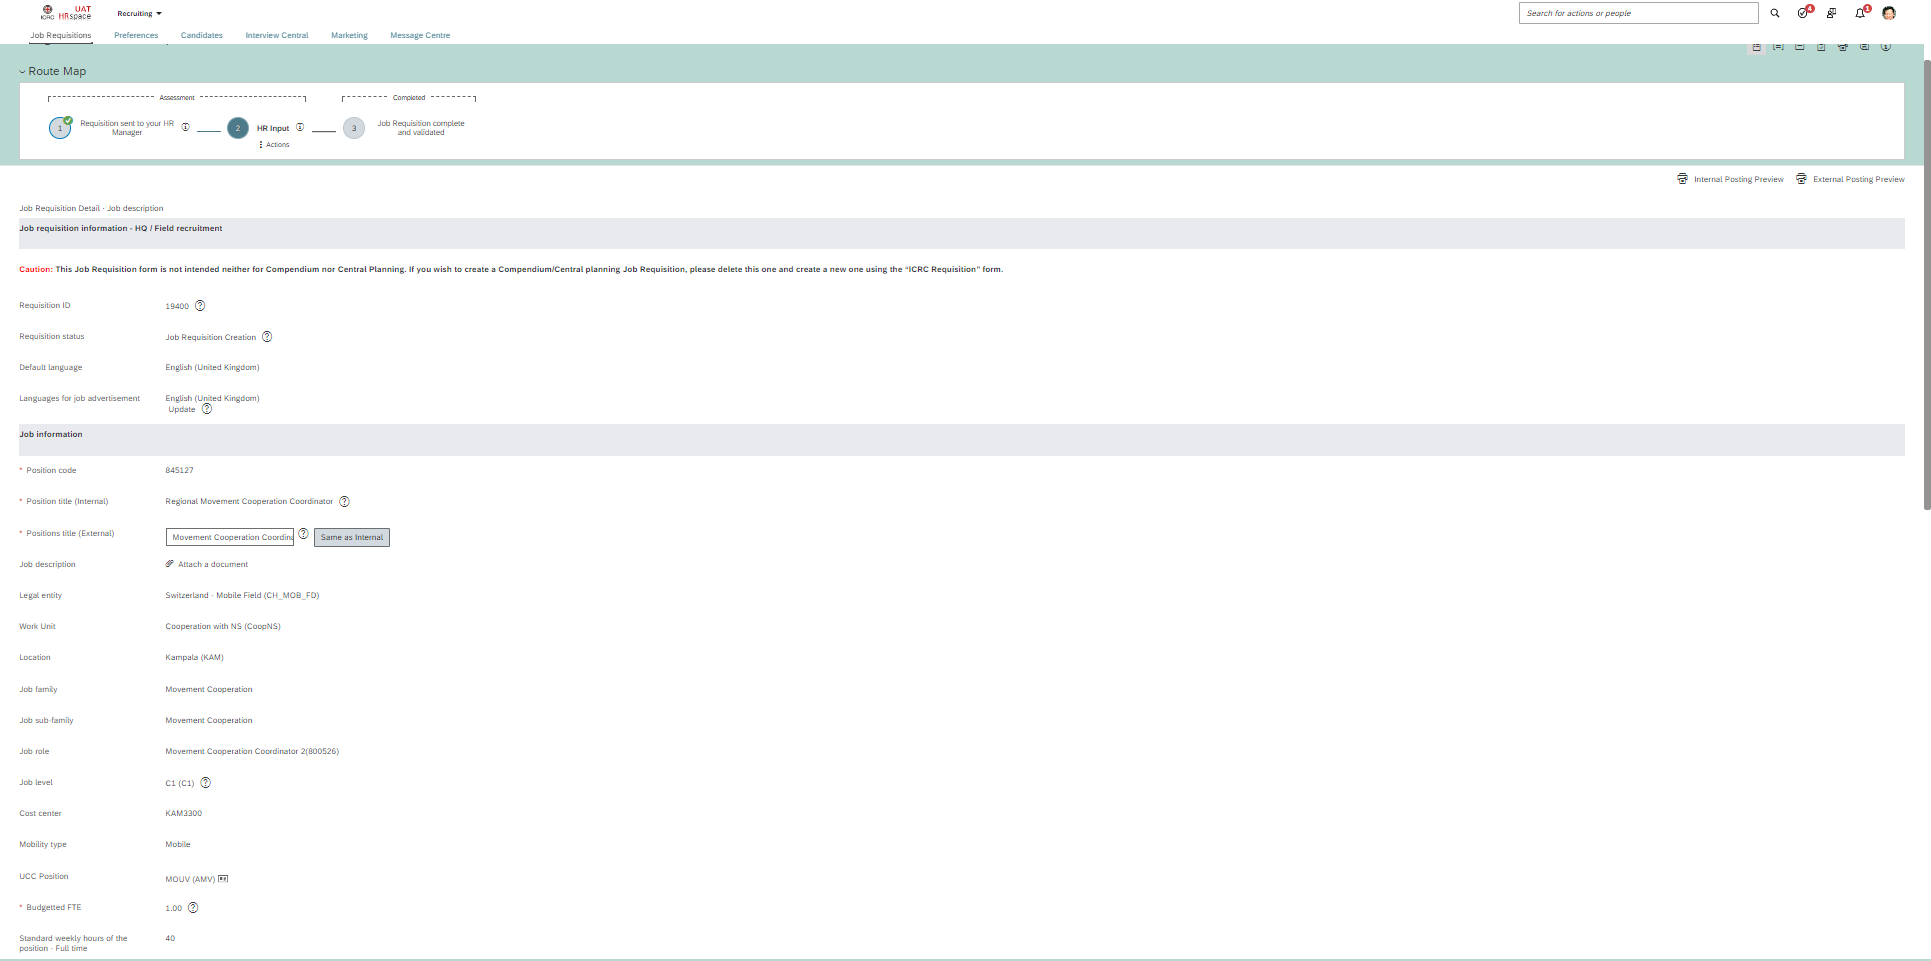 ICRC
UAT
HRspace
Recruiting
Search for actions or people
4
1
Job Requisitions
Preferences
Candidates
Interview Central
Marketing
Message Centre
Route Map
Assessment
Completed
1
Requisition sent to your HR
Manager
2
HR Input
Actions
3
Job Requisition complete
and validated
Internal Posting Preview
External Posting Preview
Job Requisition Detail - Job description
Job requisition information - HQ / Field recruitment
Caution: This Job Requisition form is not intended neither for Compendium nor Central Planning. If you wish to create a Compendium/Central planning Job Requisition, please delete this one and create a new one using the “ICRC Requisition” form.
Requisition ID
19400
Requisition status
Job Requisition Creation
Default language
English (United Kingdom)
Languages for job advertisement
English (United Kingdom)
Update
Job information
* Position code
845127
* Position title (Internal)
Regional Movement Cooperation Coordinator
* Positions title (External)
Movement Cooperation Coordina
Same as Internal
Job description
Attach a document
Legal entity
Switzerland - Mobile Field (CH_MOB_FD)
Work Unit
Cooperation with NS (CoopNS)
Location
Kampala (KAM)
Job family
Movement Cooperation
Job sub-family
Movement Cooperation
Job role
Movement Cooperation Coordinator 2(800526)
Job level
C1 (C1)
Cost center
KAM3300
Mobility type
Mobile
UCC Position
MOUV (AMV)
* Budgetted FTE
1.00
Standard weekly hours of the
position - Full time
40